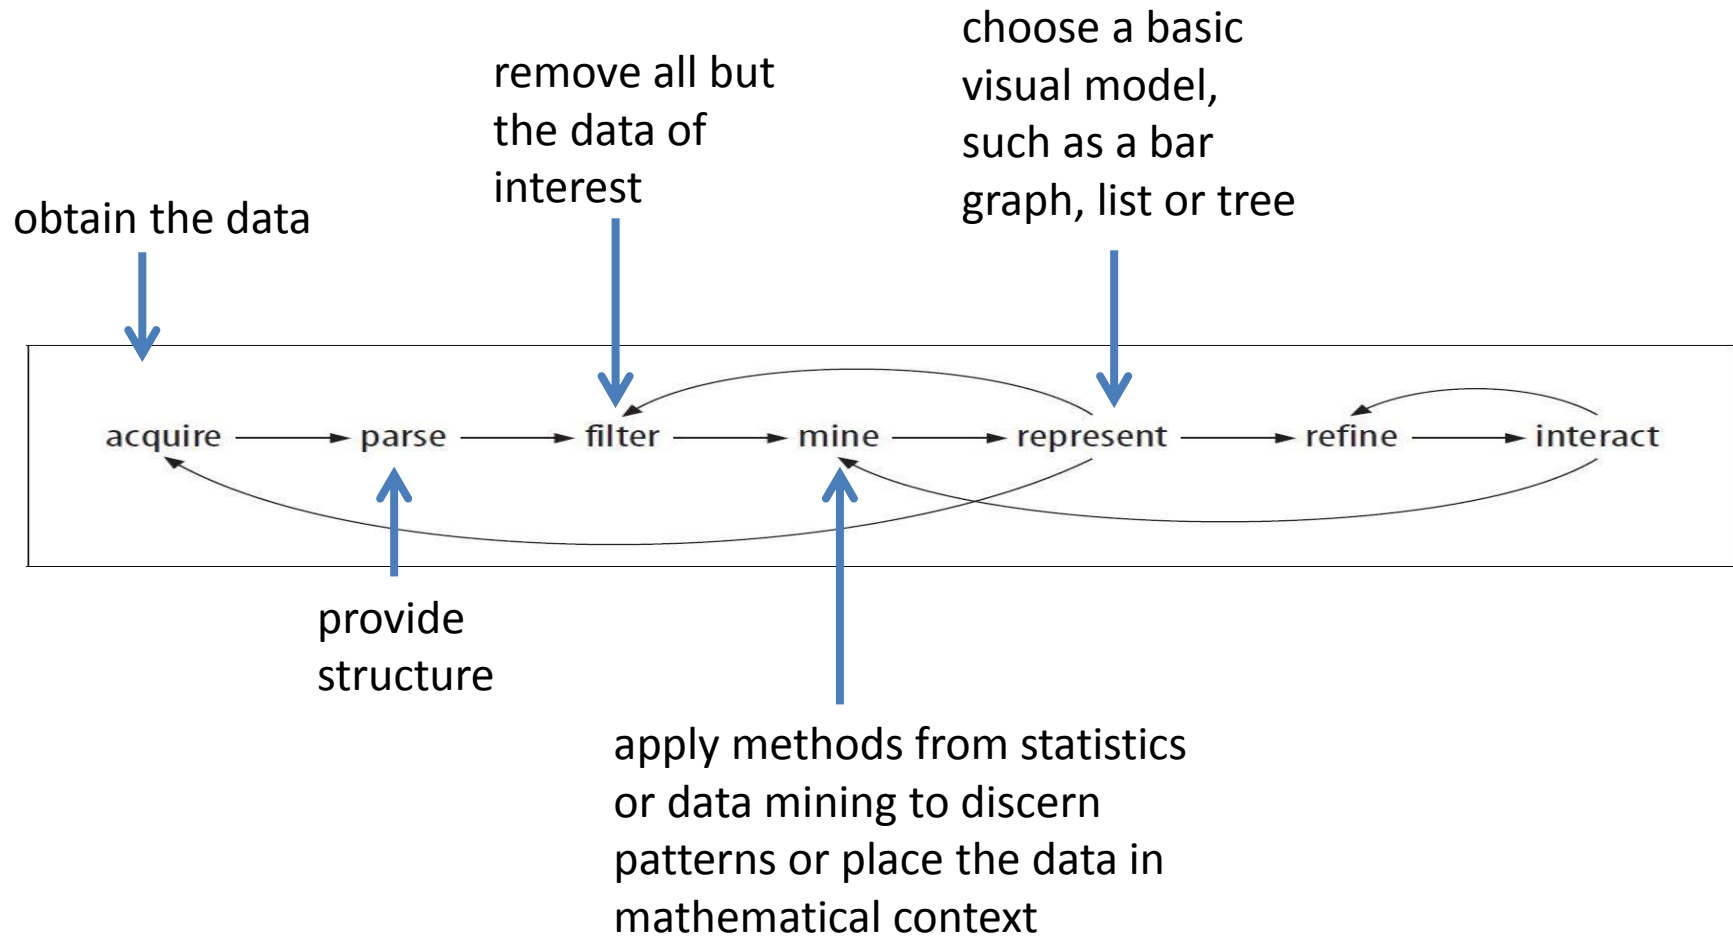 choose a basic
visual model,
such as a bar
graph, list or tree
remove all but
the data of
interest
obtain the data
acquire parse filter mine represent refine interact
provide
structure
apply methods from statistics
or data mining to discern
patterns or place the data in
mathematical context